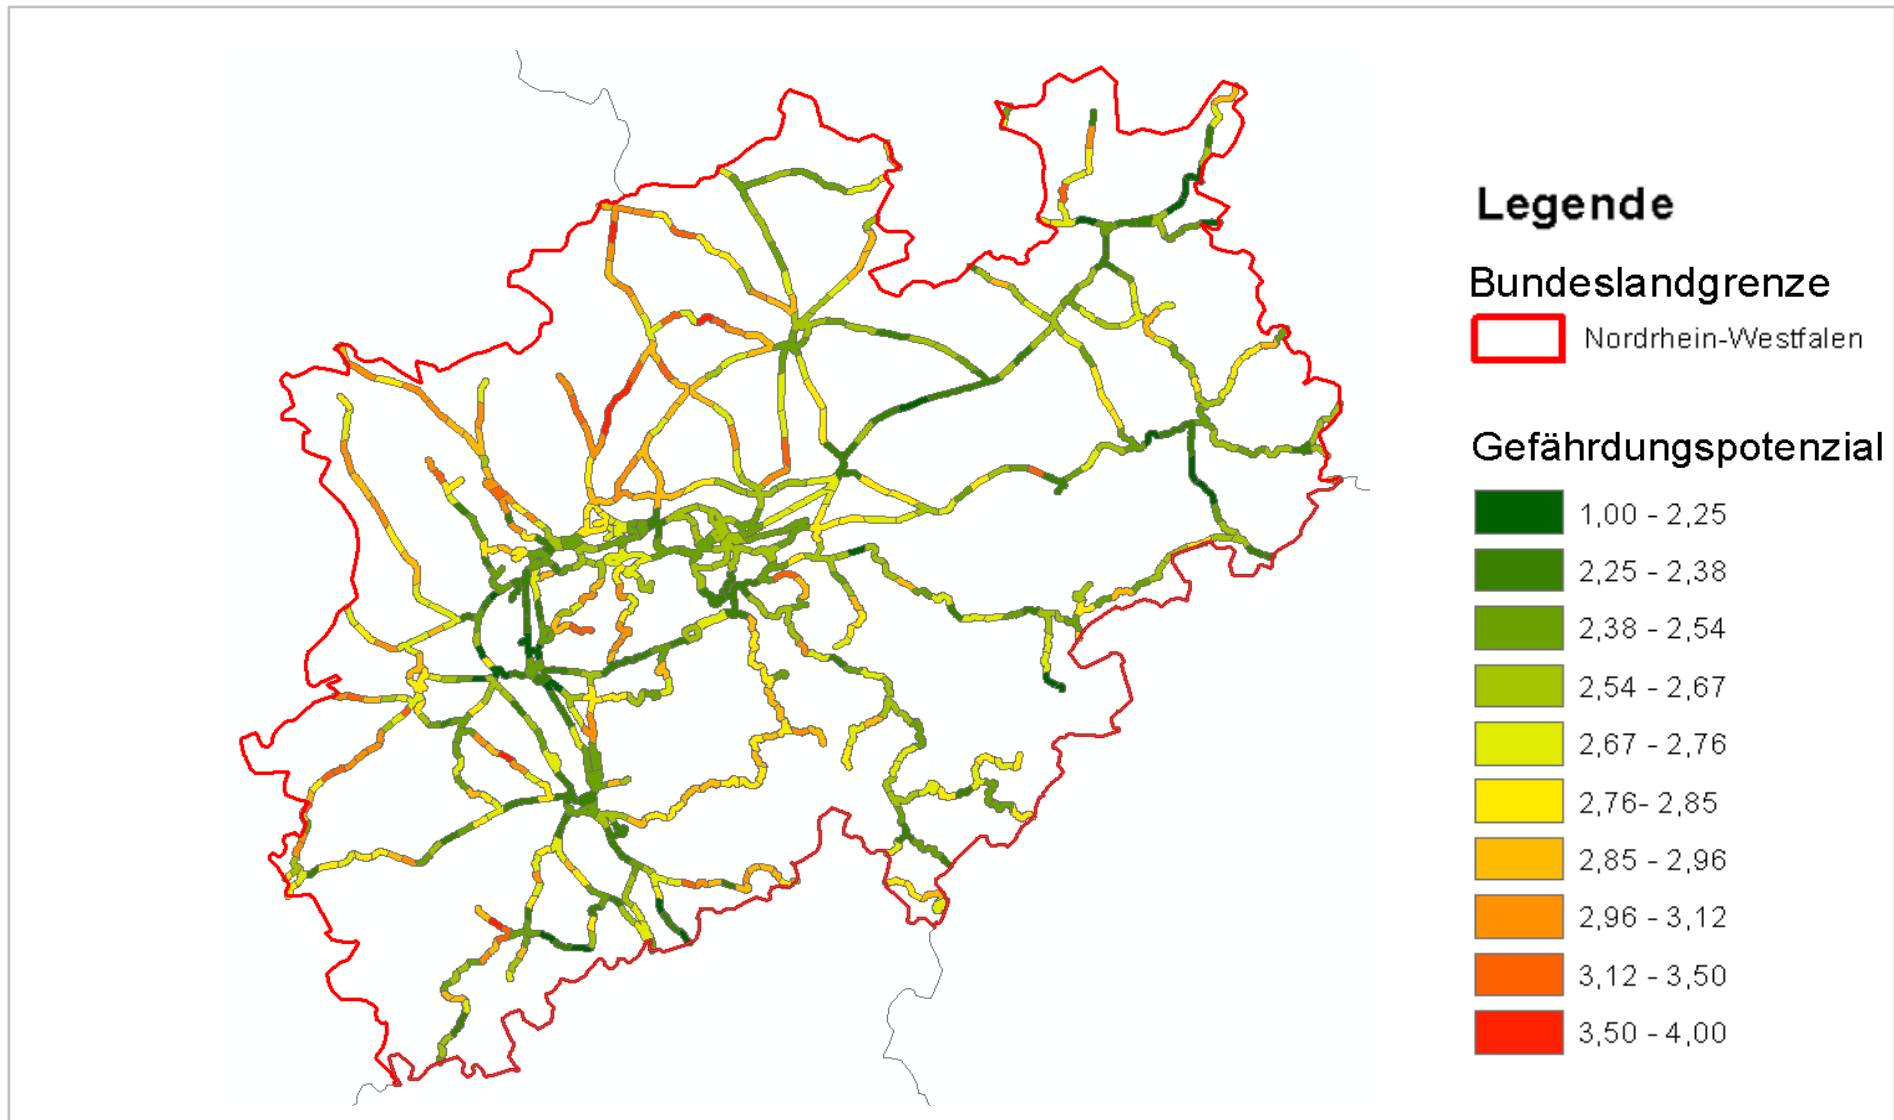 Legende
Bundeslandgrenze
Nordrhein-Westfalen
Gefährdungspotenzial
1,00 - 2,25
2,25 - 2,38
2,38 - 2,54
2,54 - 2,67
2,67 - 2,76
2,76- 2,85
2,85 - 2,96
2,96 - 3,12
3,12 - 3,50
3,50 - 4,00